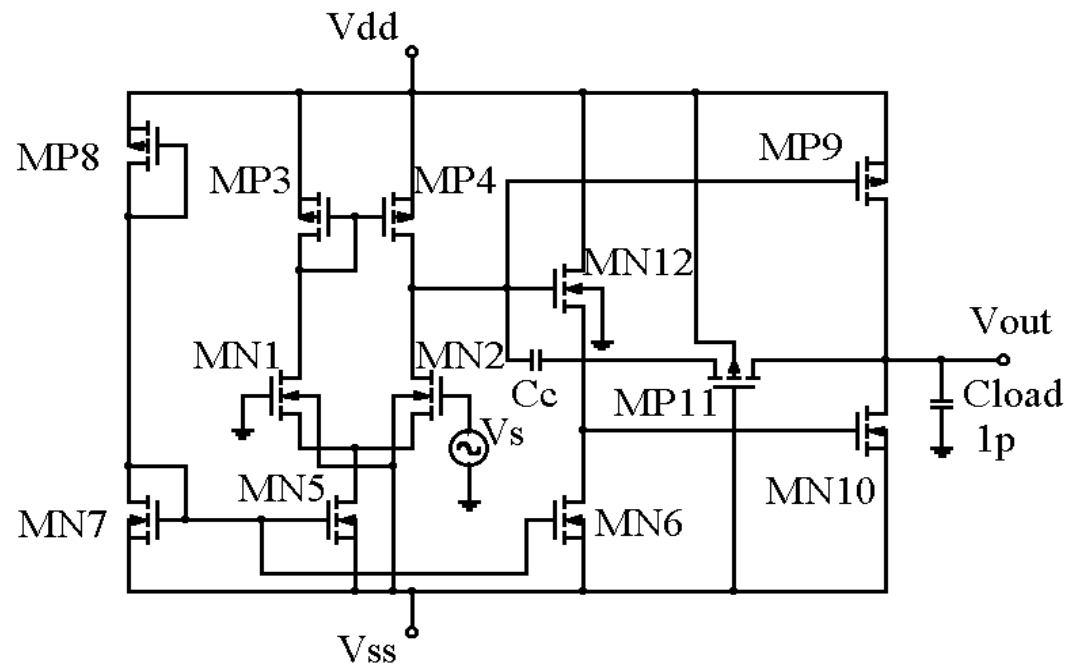 Vdd
MP8
MP3
MP4
MP9
MN12
Vout
MN1
MN2
Cc
MP11
Cload
1p
Vs
MN5
MN10
MN7
MN6
Vss